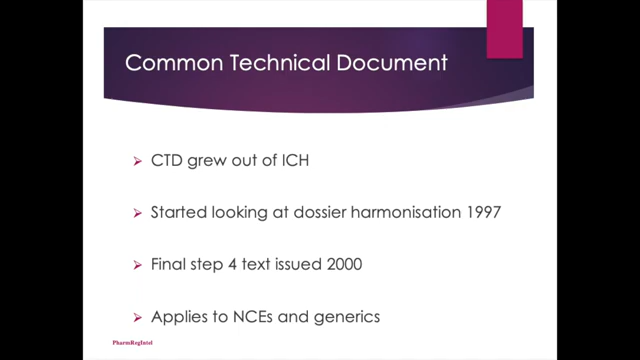 Common Technical Document
CTD grew out of ICH
Started looking at dossier harmonisation 1997
Final step 4 text issued 2000
Applies to NCEs and generics
PharmRegIntel